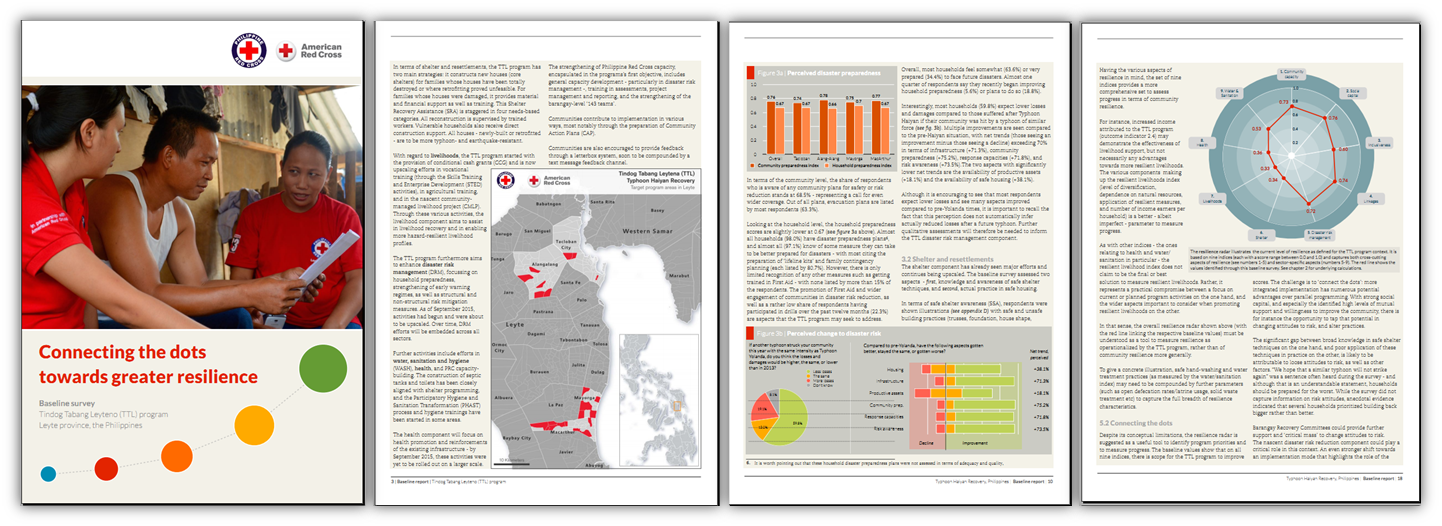 PHILIPPINE
RED CROSS
American
Red Cross
Connecting the dots
towards greater resilience
Baseline survey
Tindog Tabang Leyteno (TTL) program
Leyte province, the Philippines
In terms of shelter and resettlements, the TTL program has
two main strategies: it constructs new houses (core
shelters) for families whose houses have been totally
destroyed or where retrofitting proved unfeasible. For
families whose houses were damaged, it provides material
and financial support as well as training. This Shelter
Recovery Assistance (SRA) is staggered in four needs-based
categories. All reconstruction is supervised by trained
workers. Vulnerable households also receive direct
construction support. All houses - newly-built or retrofitted
- are to be more typhoon- and earthquake-resistant.
With regard to livelihoods, the TTL program started with
the provision of conditional cash grants (CCG) and is now
upscaling efforts in vocational
training (through the Skills Training
and Enterprise Development (STED)
activities), in agricultural training,
and in the nascent community-
managed livelihood project (CMLP).
Through these various activities, the
livelihood component aims to assist
in livelihood recovery and in enabling
more hazard-resilient livelihood
profiles.
The TTL program furthermore aims
to enhance disaster risk
management (DRM), focusing on
household preparedness,
strengthening of early warning
regimes, as well as structural and
non-structural risk mitigation
measures. As of September 2015,
activities had begun and were about
to be upscaled. Over time, DRM
efforts will be embedded across all
sectors.
Further activities include efforts in
water, sanitation and hygiene
(WASH), health, and PRC capacity-
building. The construction of septic
tanks and toilets has been closely
aligned with shelter programming,
and the Participatory Hygiene and
Sanitation Transformation (PHAST)
process and hygiene trainings have
been started in some areas.
The health component will focus on
health promotion and refurbishments
of the existing infrastructure - by
September 2015, these activities were
yet to be rolled out on a larger scale.
The strengthening of Philippine Red Cross capacity,
encapsulated in the program's first objective, includes
general capacity development - particularly in disaster risk
management -, training in assessments, project
management and reporting, and the strengthening of the
barangay-level '143 teams'.
Communities contribute to implementation in various
ways, most notably through the preparation of Community
Action Plans (CAP).
Communities are also encouraged to provide feedback
through a letterbox system, soon to be compounded by a
text message feedback channel.
American
Red Cross
Tindog Tabang Leyteno (TTL)
Typhoon Haiyan Recovery
Target program areas in Leyte
Babatngon
Santa Rita
Basey
Barugo
San Miguel
Tacloban
City
Western Samar
Tunga
Alangalang
Marabut
Jaro
Santa Fe
Palo
Leyte
Pastrana
Tanauan
Dagami
Tabontabon
Tolosa
Ormoc
City
Burauen
Julita
Dulag
Albuera
La Paz
Mayorga
Macarthur
Baybay City
Javier
Abuyog
8 | Baseline report | Tindog Tabang Leyteno (TTL) program
Figure 3a | Perceived disaster preparedness
1.0
0.76
0.67
0.74
0.67
0.78
0.66
0.75
0.7
0.77
0.67
Overall
Tacloban
Alangalang
Mayorga
MacArthur
Community preparedness index
Household preparedness index
In terms of the community level, the share of respondents
who is aware of any community plans for safety or risk
reduction stands at 68.5% - representing a call for even
wider coverage. Out of all plans, evacuation plans are listed
by most respondents (63.3%).
Looking at the household level, the household preparedness
scores are slightly lower at 0.67 (see figure 3a above). Almost
all households (98.0%) have disaster preparedness plans⁸,
and almost all (97.1%) know of some measure they can take
to be better prepared for disasters - with most citing the
preparation of 'lifeline kits' and family contingency
planning (each listed by 80.7%). However, there is only
limited recognition of any other measures such as getting
trained in First Aid - with none listed by more than 15% of
the respondents. The promotion of First Aid and wider
engagement of communities in disaster risk reduction, as
well as a rather low share of respondents having
participated in drills over the past twelve months (22.3%)
are aspects that the TTL program may seek to address.
Overall, most households feel somewhat (63.6%) or very
prepared (34.4%) to face future disasters. Almost one
quarter of respondents say they recently began improving
household preparedness (5.6%) or plans to do so (18.8%).
Interestingly, most households (59.8%) expect lower losses
and damages compared to those suffered after Typhoon
Haiyan if their community was hit by a typhoon of similar
force (see fig. 3b). Multiple improvements are seen compared
to the pre-Haiyan situation, with net trends (those seeing an
improvement minus those seeing a decline) exceeding 70%
in terms of infrastructure (+71.3%), community
preparedness (+75.2%), response capacities (+71.8%), and
risk awareness (+73.5%). The two aspects with significantly
lower net trends are the availability of productive assets
(+18.1%) and the availability of safe housing (+38.1%).
Although it is encouraging to see that most respondents
expect lower losses and see many aspects improved
compared to pre-Yolanda times, it is important to recall the
fact that this perception does not automatically infer
actually reduced losses after a future typhoon. Further
qualitative assessments will therefore be needed to inform
the TTL disaster risk management component.
3.2 Shelter and resettlements
The shelter component has already seen major efforts and
continues being upscaled. The baseline survey assessed two
aspects - first, knowledge and awareness of safe shelter
techniques, and second, actual practice in safe housing.
In terms of safe shelter awareness (SSA), respondents were
shown illustrations (see appendix D) with safe and unsafe
building practices (trusses, foundation, house shape,
Figure 3b | Perceived change to disaster risk
If another typhoon struck your community
this year with the same intensity as Typhoon
Yolanda, do you think the losses and
damages would be higher, the same, or lower
than in 2013?
Less losses
The same
More losses
Don't know
Compared to pre-Yolanda, have the following aspects gotten
better, stayed the same, or gotten worse?
Net trend,
perceived
Housing
+38.1%
Infrastructure
+71.3%
Productive assets
+18.1%
Community prep.
+75.2%
Response capacities
+71.8%
Risk awareness
+73.5%
Decline
Improvement
8. It is worth pointing out that these household disaster preparedness plans were not assessed in terms of adequacy and quality.
Typhoon Haiyan Recovery, Philippines | Baseline report | 10
Having the various aspects of
resilience in mind, the set of nine
indices provides a more
comprehensive set to assess
progress in terms of community
resilience.
For instance, increased income
attributed to the TTL program
(outcome indicator 2.4) may
demonstrate the effectiveness of
livelihood support, but not
necessarily any advantages
towards more resilient livelihoods.
The various components making
up the resilient livelihoods index
(level of diversification,
dependence on natural resources,
application of resilient measures,
and number of income earners per
household) is a better - albeit
imperfect - parameter to measure
progress.
As with other indices - the ones
relating to health and water/
sanitation in particular - the
resilient livelihood index does not
claim to be the final or best
solution to measure resilient livelihoods. Rather, it
represents a practical compromise between a focus on
current or planned program activities on the one hand, and
the wider aspects important to consider when promoting
resilient livelihoods on the other.
In that sense, the overall resilience radar shown above (with
the red line linking the respective baseline values) must be
understood as a tool to measure resilience as
operationalised by the TTL program, rather than of
community resilience more generally.
To give a concrete illustration, safe hand-washing and water
treatment practices (as measured by the water/sanitation
index) may need to be compounded by further parameters
(such as open defecation rates/latrine usage, solid waste
treatment etc) to capture the full breadth of resilience
characteristics.
5.2 Connecting the dots
Despite its conceptual limitations, the resilience radar is
suggested as a useful tool to identify program priorities and
to measure progress. The baseline values show that on all
nine indices, there is scope for the TTL program to improve
1. Community
capacity
2. Social
capital
3.
Inclusiveness
4.
Linkages
5. Disaster risk
management
6.
Shelter
7.
Livelihoods
8.
Health
9. Water &
Sanitation
0.73
0.74
0.74
0.72
0.34
0.33
0.36
0.53
The resilience radar illustrates the current level of resilience as defined for the TTL program context. It is
based on nine indices (each with a score range between 0.0 and 1.0) and captures both cross-cutting
aspects of resilience (see numbers 1-5) and sector-specific aspects (numbers 6-9). The red line shows the
values identified through this baseline survey. See chapter 2 for underlying calculations.
scores. The challenge is to 'connect the dots': more
integrated implementation has numerous potential
advantages over parallel programming. With strong social
capital, and especially the identified high levels of mutual
support and willingness to improve the community, there is
for instance the opportunity to tap that potential in
changing attitudes to risk, and alter practices.
The significant gap between broad knowledge in safe shelter
techniques on the one hand, and poor application of these
techniques in practice on the other, is likely to be
attributable to loose attitudes to risk, as well as other
factors. "We hope that a similar typhoon will not strike
again" was a sentence often heard during the survey - and
although that is an understandable statement, households
should be prepared for the worst. While the survey did not
capture information on risk attitudes, anecdotal evidence
indicated that several households prioritized building back
bigger rather than better.
Barangay Recovery Committees could provide further
support and 'critical mass' to change attitudes to risk.
The nascent disaster risk reduction component could play a
critical role in this context. An even stronger shift towards
an implementation mode that highlights the role of the
Typhoon Haiyan Recovery, Philippines | Baseline report | 18